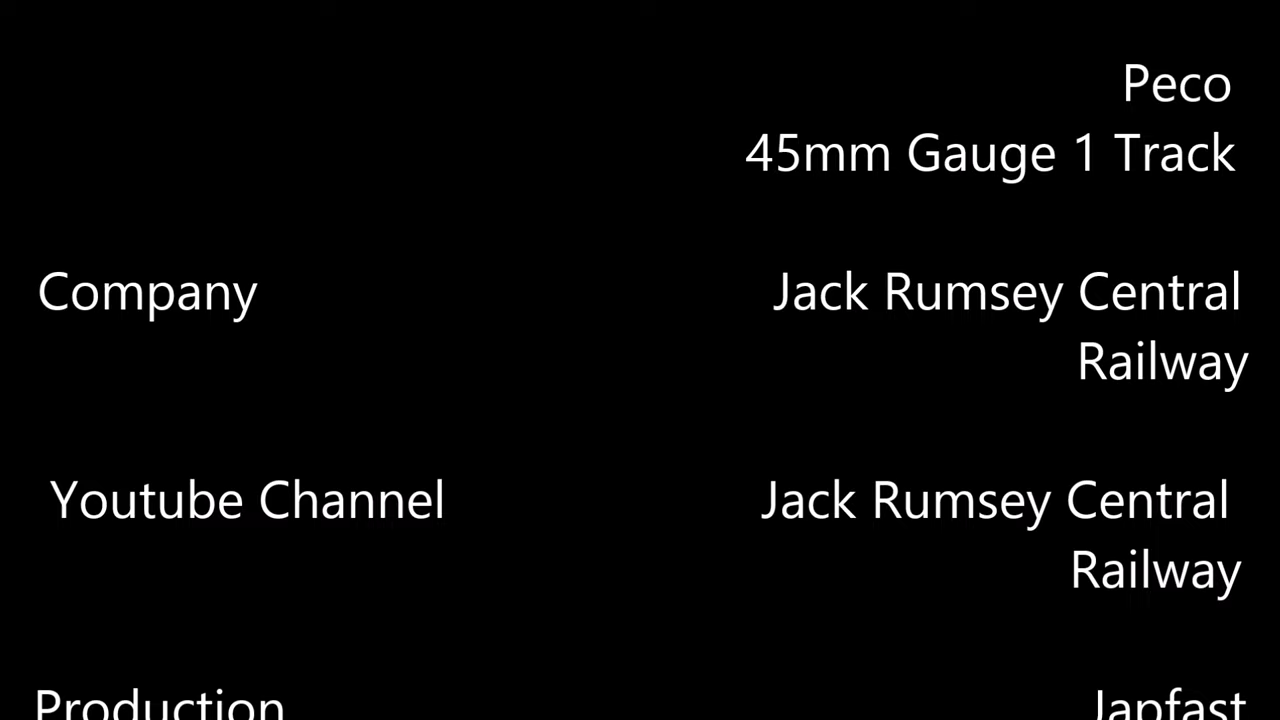 Peco
45mm Gauge 1 Track
Company Jack Rumsey Central
Railway
Youtube Channel Jack Rumsey Central
Railway
Production Japfast